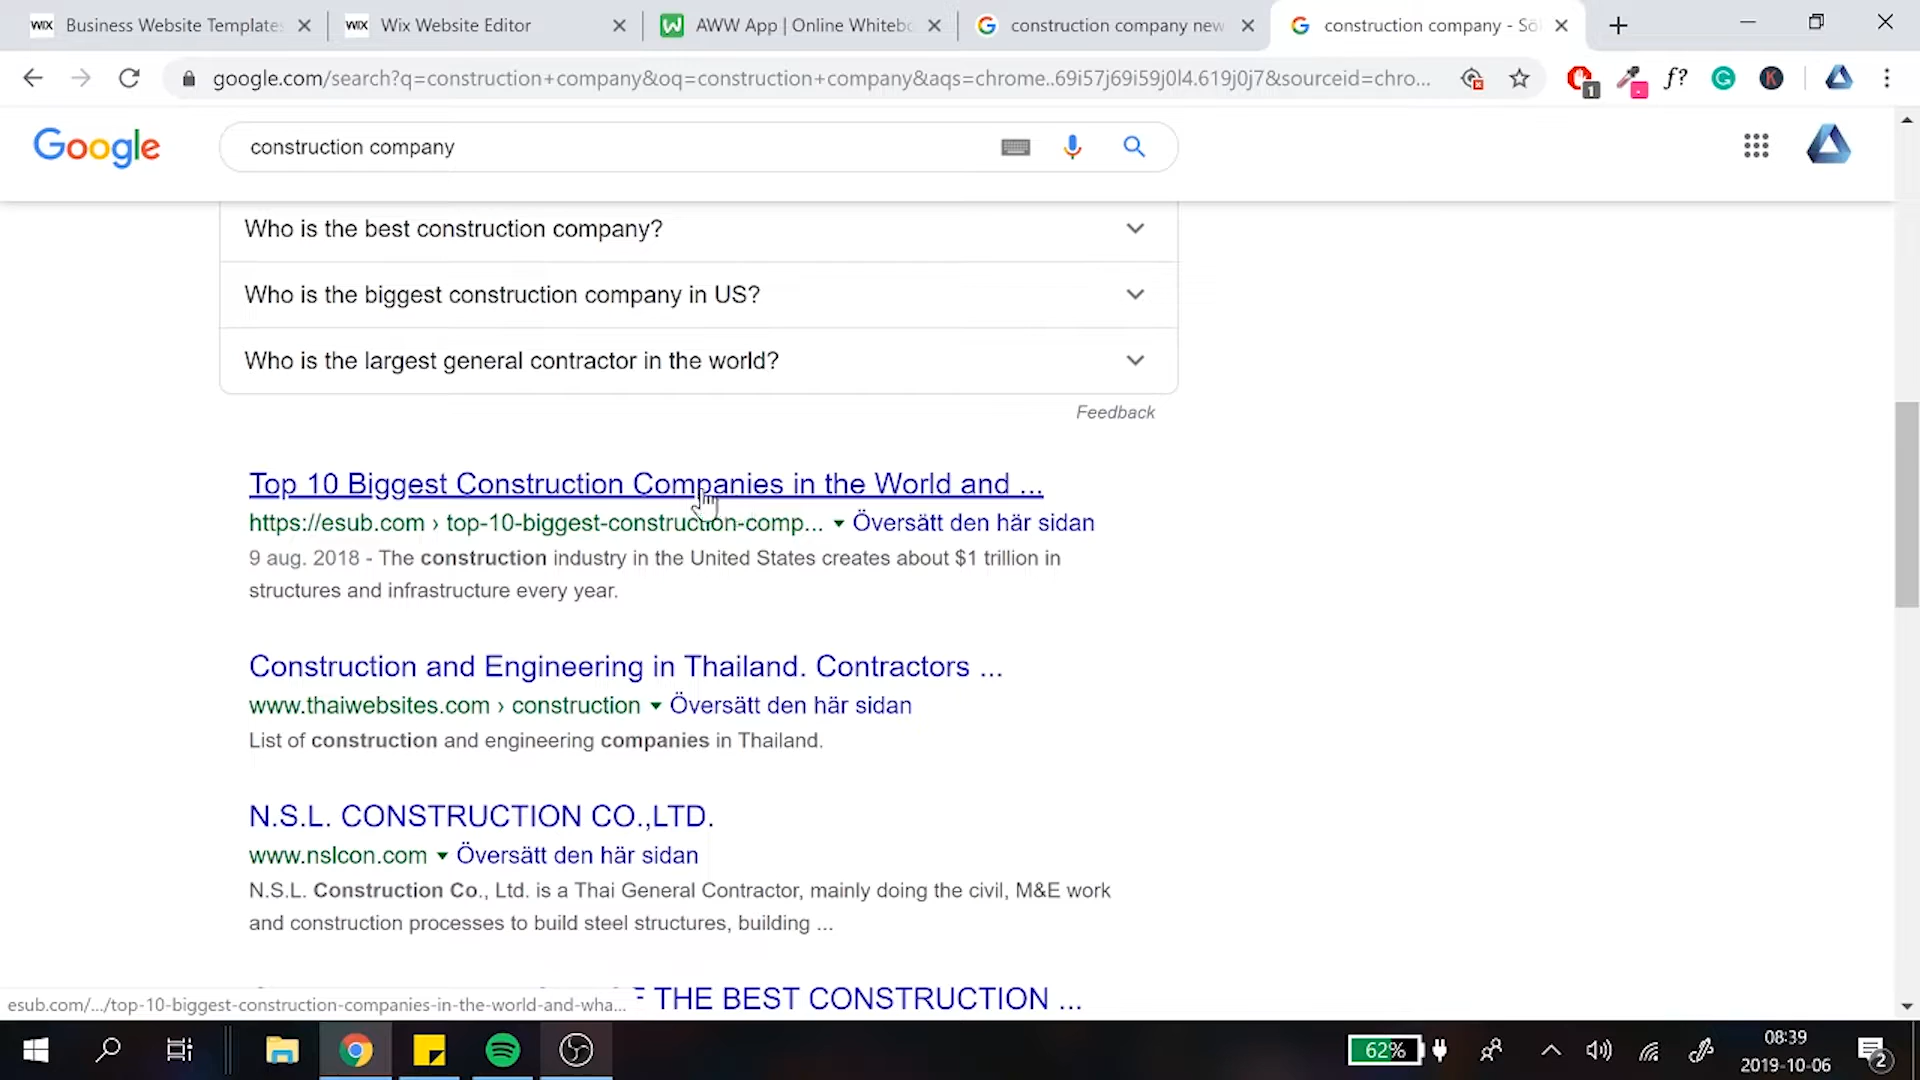 WIX Business Website Templates
WIX Wix Website Editor
AWW App | Online Whitebo
construction company new
construction company - Sö
google.com/search?q=construction+company&oq=construction+company&aqs=chrome..69i57j69i59j0l4.619j0j7&sourceid=chro...
1
f?
G
K
Google
construction company
Who is the best construction company?
Who is the biggest construction company in US?
Who is the largest general contractor in the world?
Feedback
Top 10 Biggest Construction Companies in the World and ...
https://esub.com › top-10-biggest-construction-comp... ▾ Översätt den här sidan
9 aug. 2018 - The construction industry in the United States creates about $1 trillion in
structures and infrastructure every year.
Construction and Engineering in Thailand. Contractors ...
www.thaiwebsites.com › construction ▾ Översätt den här sidan
List of construction and engineering companies in Thailand.
N.S.L. CONSTRUCTION CO.,LTD.
www.nslcon.com ▾ Översätt den här sidan
N.S.L. Construction Co., Ltd. is a Thai General Contractor, mainly doing the civil, M&E work
and construction processes to build steel structures, building ...
THE BEST CONSTRUCTION ...
esub.com/.../top-10-biggest-construction-companies-in-the-world-and-wha...
62%
08:39
2019-10-06
2